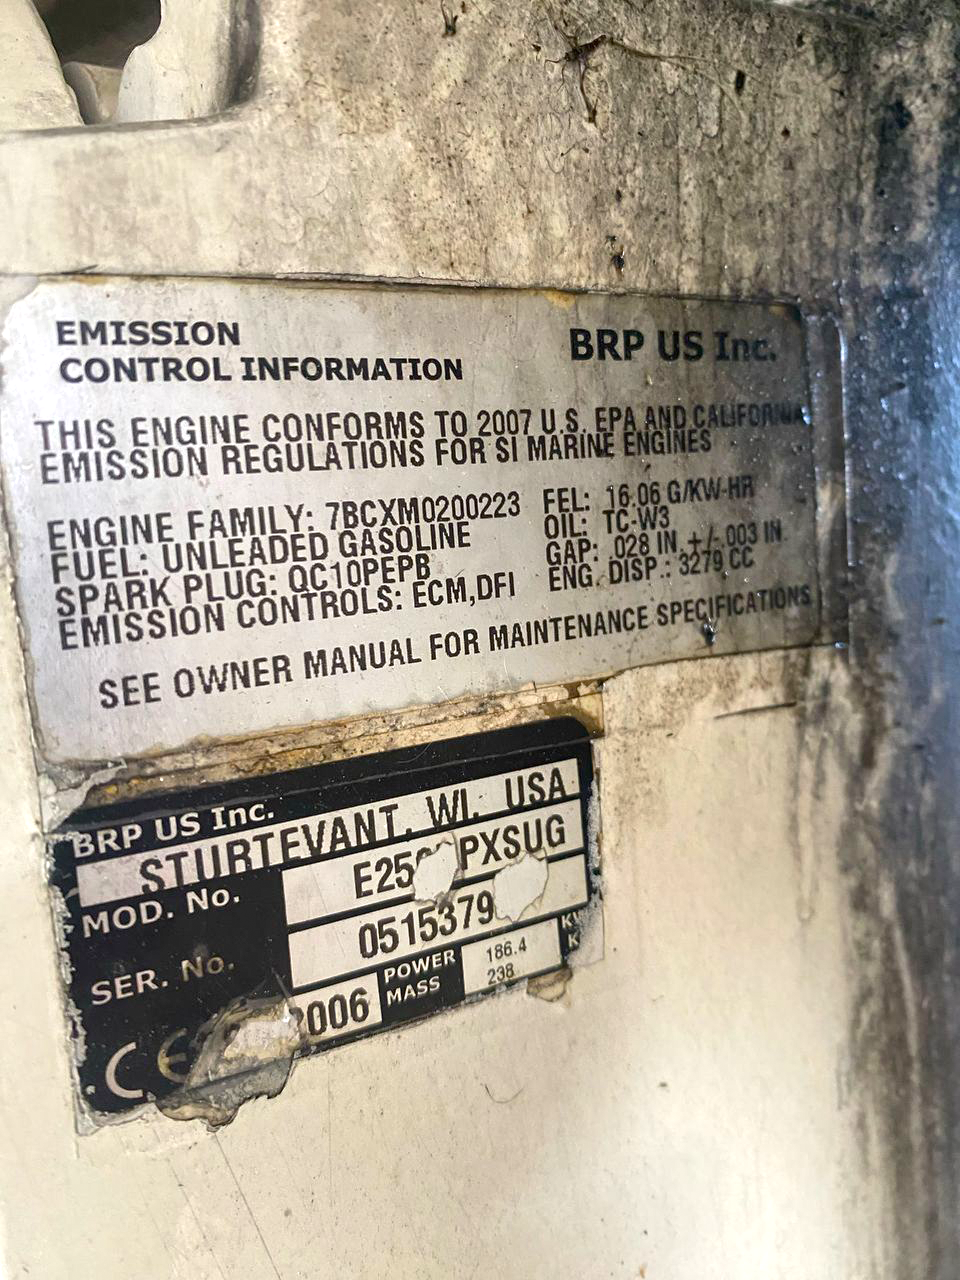 EMISSION
CONTROL INFORMATION
BRP US Inc.
THIS ENGINE CONFORMS TO 2007 U.S. EPA AND CALIFORNIA
EMISSION REGULATIONS FOR SI MARINE ENGINES
ENGINE FAMILY: 7BCXM0200223
FUEL: UNLEADED GASOLINE
SPARK PLUG: QC10PEPB
EMISSION CONTROLS: ECM,DFI
FEL: 16.06 G/KW-HR
OIL: TC-W3
GAP: .028 IN +/-.003 IN
ENG. DISP.: 3279 CC
SEE OWNER MANUAL FOR MAINTENANCE SPECIFICATIONS
BRP US Inc.
STURTEVANT, WI. USA
MOD. No.
PXSUG
SER. No.
0515379
CE
POWER 186.4
MASS 238